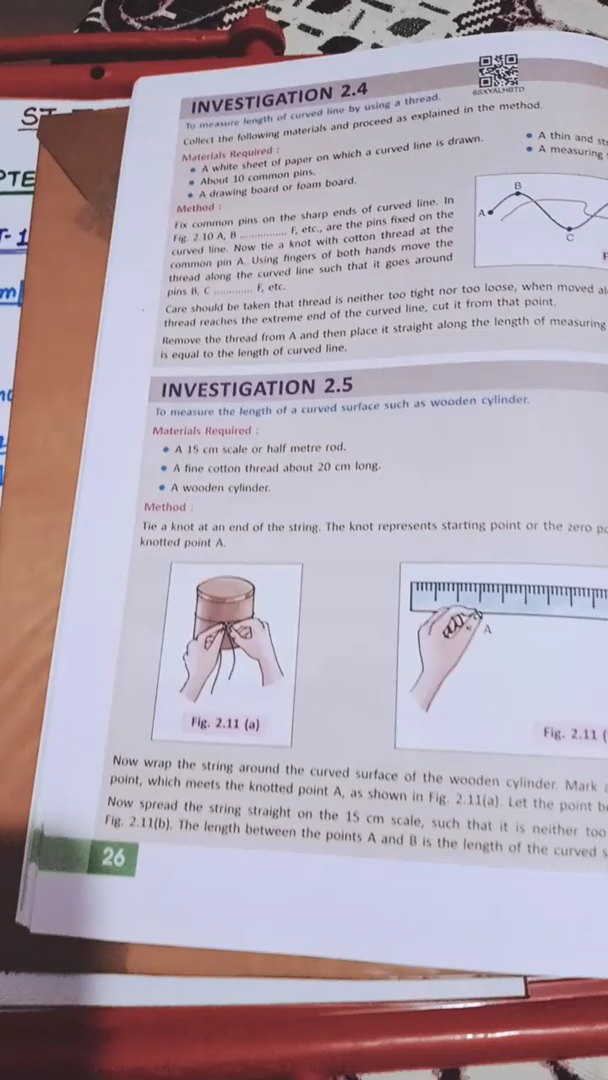 ST
PTE
T-1
m
INVESTIGATION 2.4
6SXYALHBTD
To measure length of curved line by using a thread.
Collect the following materials and proceed as explained in the method.
Materials Required :
• A white sheet of paper on which a curved line is drawn.
• About 10 common pins.
• A drawing board or foam board.
• A thin and
• A measuring
Method :
Fix common pins on the sharp ends of curved line. In
Fig. 2.10 A, B ............... F, etc., are the pins fixed on the
curved line. Now tie a knot with cotton thread at the
common pin A. Using fingers of both hands move the
thread along the curved line such that it goes around
pins B, C ............ F, etc.
A
B
C
F
Care should be taken that thread is neither too tight nor too loose, when moved
thread reaches the extreme end of the curved line, cut it from that point.
Remove the thread from A and then place it straight along the length of measuring
is equal to the length of curved line.
INVESTIGATION 2.5
To measure the length of a curved surface such as wooden cylinder.
Materials Required :
• A 15 cm scale or half metre rod.
• A fine cotton thread about 20 cm long.
• A wooden cylinder.
Method :
Tie a knot at an end of the string. The knot represents starting point or the zero
knotted point A.
A
Fig. 2.11 (a)
Fig. 2.11 (
Now wrap the string around the curved surface of the wooden cylinder. Mark
point, which meets the knotted point A, as shown in Fig. 2.11(a). Let the point
Now spread the string straight on the 15 cm scale, such that it is neither too
Fig. 2.11(b). The length between the points A and B is the length of the curved
26